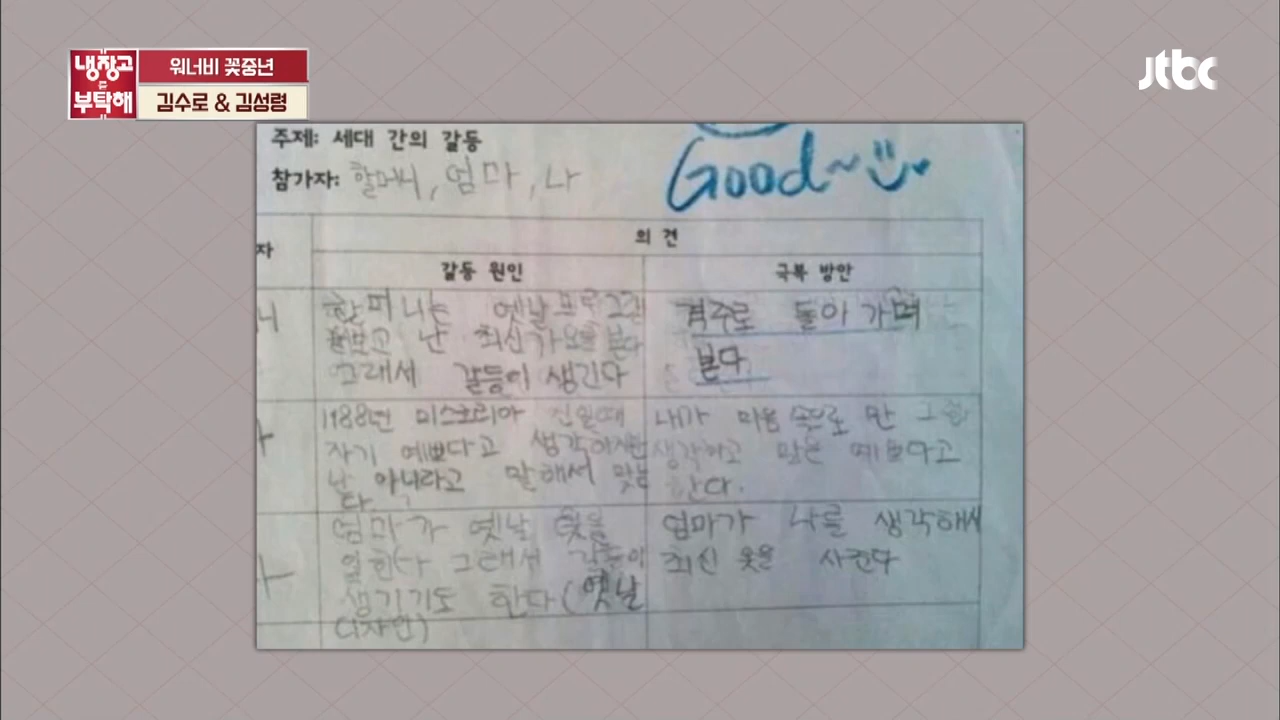 냉장고를 부탁해
워너비 꽃중년
김수로 & 김성령
jtbc
주제: 세대 간의 갈등
참가자: 할머니, 엄마, 나
Good~
자
의 견
갈등 원인
극복 방안
니
할머니는 옛날
보고 난 최신가요를 본다
그래세 갈등이 생긴다
격주로 돌아 가며
본다
1988년 미스코리아 진일때
자기 예쁘다고 생각하지만
난 아니라고 말해서 맞는
다
내가 마음 속으로 만 그렇
생각하고 말은 예쁘다고
한다.
엄마가 옛날 옷을
입힌다 그래세 갈등이
생기기도 한다(옛날
디자인)
엄마가 나를 생각해서
최신 옷을 사준다